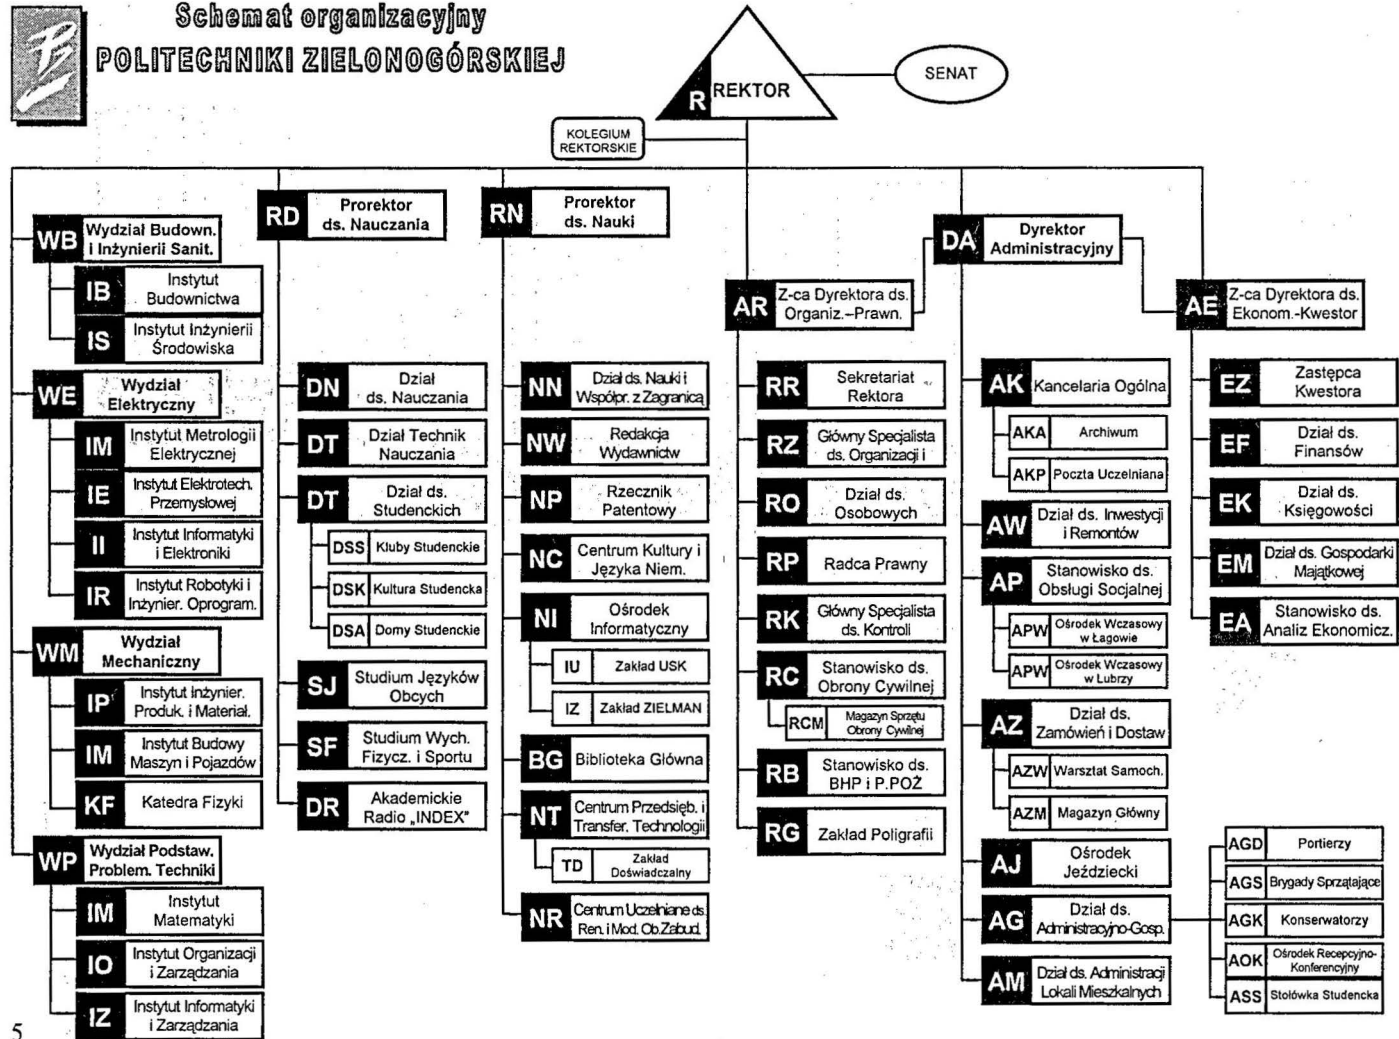 Schemat organizacyjny
POLITECHNIKI ZIELONOGÓRSKIEJ
R REKTOR
SENAT
KOLEGIUM
REKTORSKIE
WB Wydział Budown.
i Inżynierii Sanit.
IB Instytut
Budownictwa
IS Instytut Inżynierii
Środowiska
WE Wydział
Elektryczny
IM Instytut Metrologii
Elektrycznej
IE Instytut Elektrotech.
Przemysłowej
II Instytut Informatyki
i Elektroniki
IR Instytut Robotyki i
Inżynier. Oprogram.
WM Wydział
Mechaniczny
IP Instytut Inżynier.
Produk. i Materiał.
IM Instytut Budowy
Maszyn i Pojazdów
KF Katedra Fizyki
WP Wydział Podstaw.
Problem. Techniki
IM Instytut
Matematyki
IO Instytut Organizacji
i Zarządzania
IZ Instytut Informatyki
i Zarządzania
RD Prorektor
ds. Nauczania
DN Dział
ds. Nauczania
DT Dział Technik
Nauczania
DT Dział ds.
Studenckich
DSS Kluby Studenckie
DSK Kultura Studencka
DSA Domy Studenckie
SJ Studium Języków
Obcych
SF Studium Wych.
Fizycz. i Sportu
DR Akademickie
Radio „INDEX”
RN Prorektor
ds. Nauki
NN Dział ds. Nauki i
Współpr. z Zagranicą
NW Redakcja
Wydawnictw
NP Rzecznik
Patentowy
NC Centrum Kultury i
Języka Niem.
NI Ośrodek
Informatyczny
IU Zakład USK
IZ Zakład ZIELMAN
BG Biblioteka Główna
NT Centrum Przedsięb. i
Transfer. Technologii
TD Zakład
Doświadczalny
NR Centrum Uczelniane ds.
Ren. i Mod. Ob.Zabud.
DA Dyrektor
Administracyjny
AR Z-ca Dyrektora ds.
Organiz.–Prawn.
RR Sekretariat
Rektora
RZ Główny Specjalista
ds. Organizacji i
RO Dział ds.
Osobowych
RP Radca Prawny
RK Główny Specjalista
ds. Kontroli
RC Stanowisko ds.
Obrony Cywilnej
RCM Magazyn Sprzętu
Obrony Cywilnej
RB Stanowisko ds.
BHP i P.POŻ
RG Zakład Poligrafii
AK Kancelaria Ogólna
AKA Archiwum
AKP Poczta Uczelniana
AW Dział ds. Inwestycji
i Remontów
AP Stanowisko ds.
Obsługi Socjalnej
APW Ośrodek Wczasowy
w Łagowie
APW Ośrodek Wczasowy
w Lubrzy
AZ Dział ds.
Zamówień i Dostaw
AZW Warsztat Samoch.
AZM Magazyn Główny
AJ Ośrodek
Jeździecki
AG Dział ds.
Administracyjno-Gosp.
AM Dział ds. Administracji
Lokali Mieszkalnych
AGD Portierzy
AGS Brygady Sprzątające
AGK Konserwatorzy
AOK Ośrodek Recepcyjno-
Konferencyjny
ASS Stołówka Studencka
AE Z-ca Dyrektora ds.
Ekonom.-Kwestor
EZ Zastępca
Kwestora
EF Dział ds.
Finansów
EK Dział ds.
Księgowości
EM Dział ds. Gospodarki
Majątkowej
EA Stanowisko ds.
Analiz Ekonomicz.
5